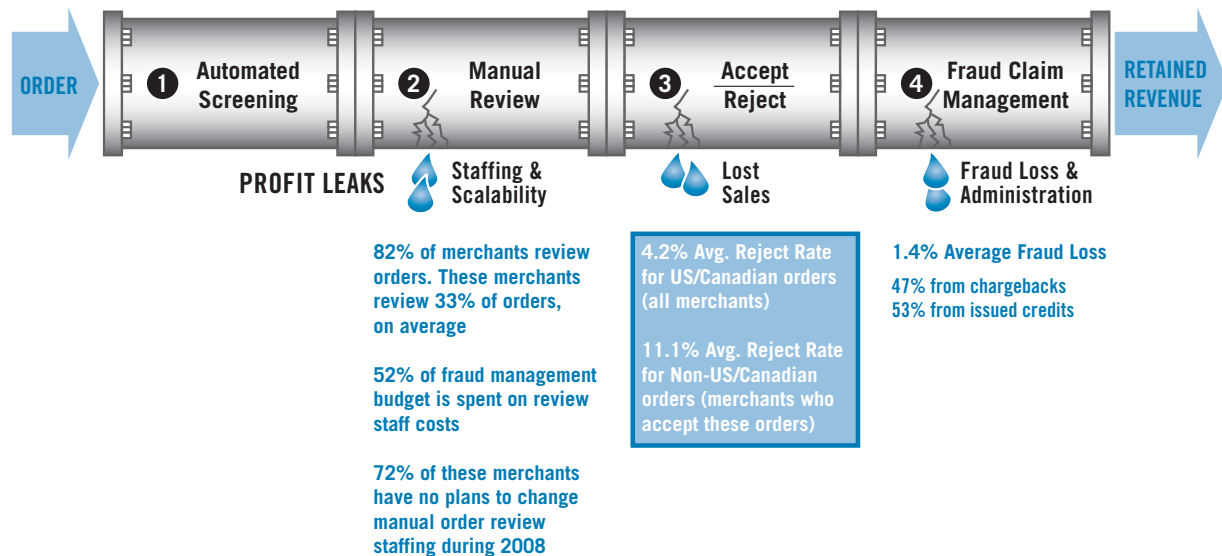 ORDER
1
Automated
Screening
2
Manual
Review
3
Accept
Reject
4
Fraud Claim
Management
RETAINED
REVENUE
PROFIT LEAKS
Staffing &
Scalability
Lost
Sales
Fraud Loss &
Administration
82% of merchants review
orders. These merchants
review 33% of orders,
on average
52% of fraud management
budget is spent on review
staff costs
72% of these merchants
have no plans to change
manual order review
staffing during 2008
4.2% Avg. Reject Rate
for US/Canadian orders
(all merchants)
11.1% Avg. Reject Rate
for Non-US/Canadian
orders (merchants who
accept these orders)
1.4% Average Fraud Loss
47% from chargebacks
53% from issued credits